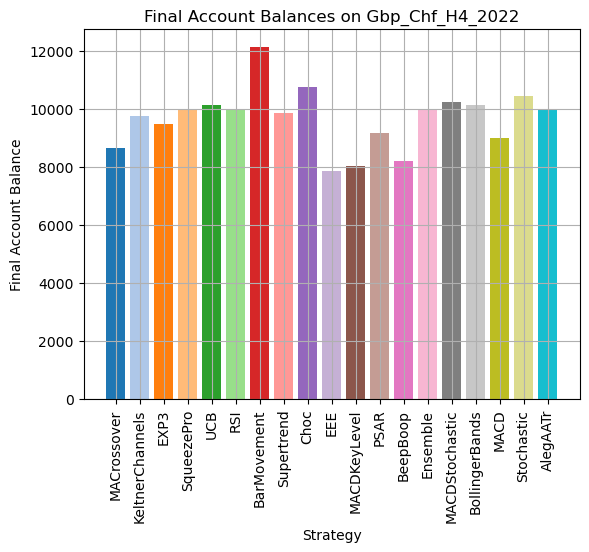 Final Account Balances on Gbp_Chf_H4_2022
Final Account Balance
12000
10000
8000
6000
4000
2000
0
MACrossover
KeltnerChannels
EXP3
SqueezePro
UCB
RSI
BarMovement
Supertrend
Choc
EEE
MACDKeyLevel
PSAR
BeepBoop
Ensemble
MACDStochastic
BollingerBands
MACD
Stochastic
AlegAATr
Strategy